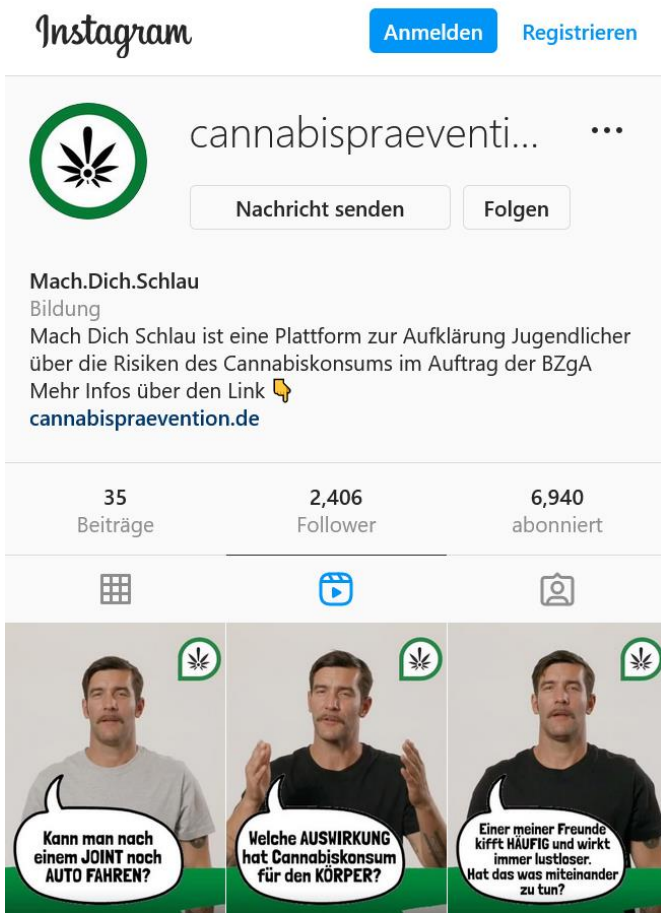 Instagram
Anmelden
Registrieren
cannabispraeventi...
Nachricht senden
Folgen
Mach.Dich.Schlau
Bildung
Mach Dich Schlau ist eine Plattform zur Aufklärung Jugendlicher
über die Risiken des Cannabiskonsums im Auftrag der BZgA
Mehr Infos über den Link 👇
cannabispraevention.de
35
Beiträge
2,406
Follower
6,940
abonniert
Kann man nach
einem JOINT noch
AUTO FAHREN?
Welche AUSWIRKUNG
hat Cannabiskonsum
für den KÖRPER?
Einer meiner Freunde
kifft HÄUFIG und wirkt
immer lustloser.
Hat das was miteinander
zu tun?